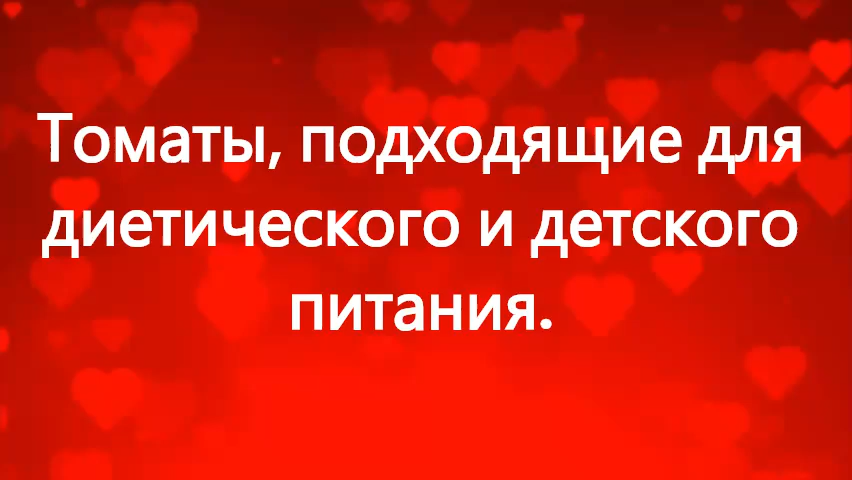 Томаты, подходящие для
диетического и детского
питания.